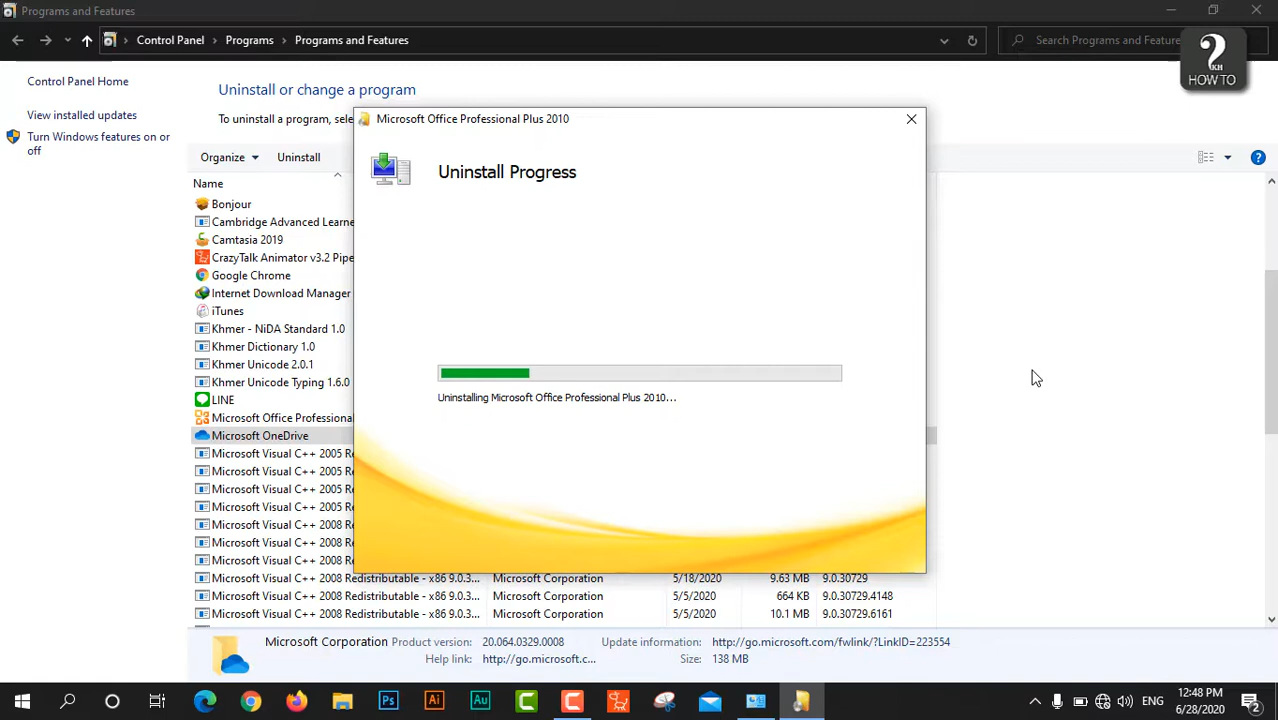 Programs and Features
Control Panel > Programs > Programs and Features
Search Programs and Featu
KH
HOW TO
Control Panel Home
View installed updates
Turn Windows features on or
off
Uninstall or change a program
To uninstall a program, sele
Organize Uninstall
Name
Bonjour
Cambridge Advanced Learne
Camtasia 2019
CrazyTalk Animator v3.2 Pipe
Google Chrome
Internet Download Manager
iTunes
Khmer - NiDA Standard 1.0
Khmer Dictionary 1.0
Khmer Unicode 2.0.1
Khmer Unicode Typing 1.6.0
LINE
Microsoft Office Professional
Microsoft OneDrive
Microsoft Visual C++ 2005 Re
Microsoft Visual C++ 2005 Re
Microsoft Visual C++ 2005 Re
Microsoft Visual C++ 2005 Re
Microsoft Visual C++ 2008 Re
Microsoft Visual C++ 2008 Re
Microsoft Visual C++ 2008 Re
Microsoft Visual C++ 2008 Redistributable - x86 9.0.3... Microsoft Corporation 5/18/2020 9.63 MB 9.0.30729
Microsoft Visual C++ 2008 Redistributable - x86 9.0.3... Microsoft Corporation 5/5/2020 664 KB 9.0.30729.4148
Microsoft Visual C++ 2008 Redistributable - x86 9.0.3... Microsoft Corporation 5/5/2020 10.1 MB 9.0.30729.6161
Microsoft Office Professional Plus 2010
Uninstall Progress
Uninstalling Microsoft Office Professional Plus 2010...
Microsoft Corporation Product version: 20.064.0329.0008 Update information: http://go.microsoft.com/fwlink/?LinkID=223554
Help link: http://go.microsoft.c... Size: 138 MB
Ps Ai Au
ENG
12:48 PM
6/28/2020
2